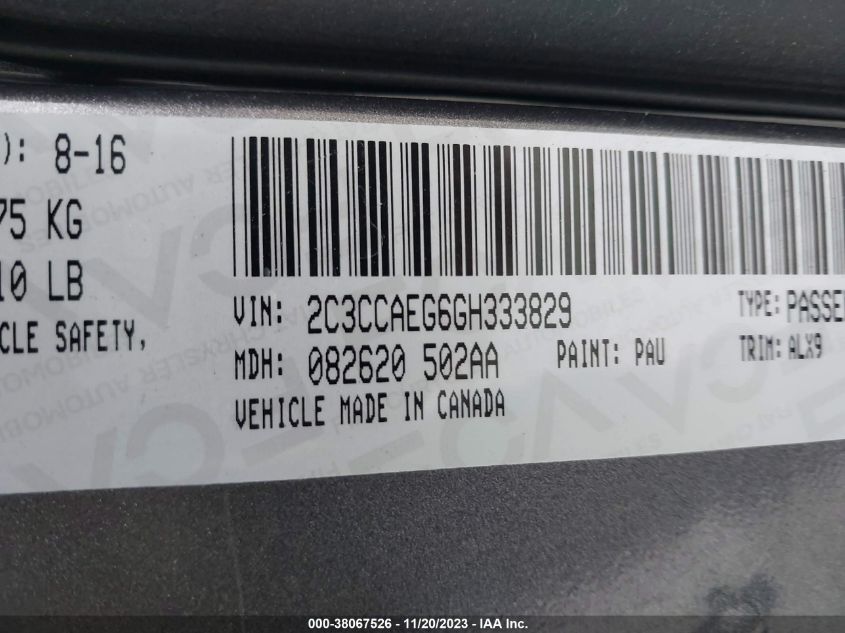 ): 8-16
75 KG
10 LB
CLE SAFETY,
VIN: 2C3CCAEG6GH333829
TYPE: PASSE
MDH: 082620 502AA
PAINT: PAU
TRIM: ALX9
VEHICLE MADE IN CANADA
000-38067526 - 11/20/2023 - IAA Inc.